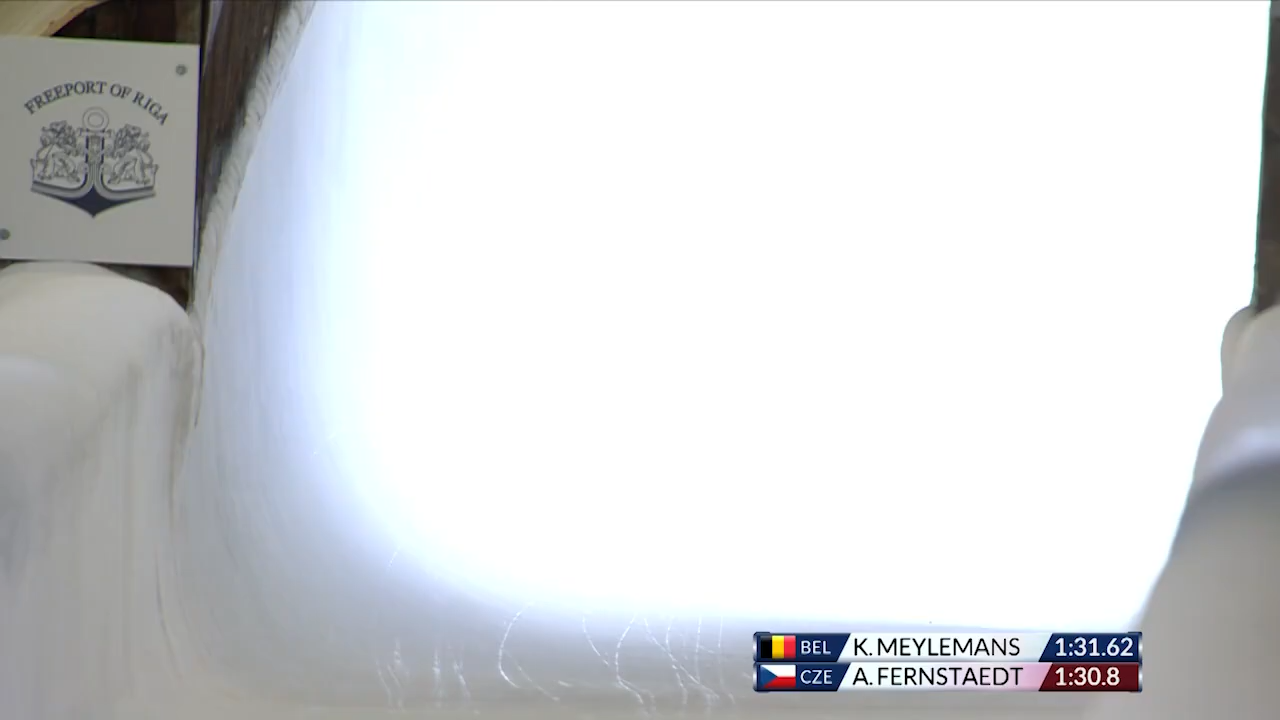 FREEPORT OF RIGA
BEL K. MEYLEMANS 1:31.62
CZE A. FERNSTAEDT 1:30.8